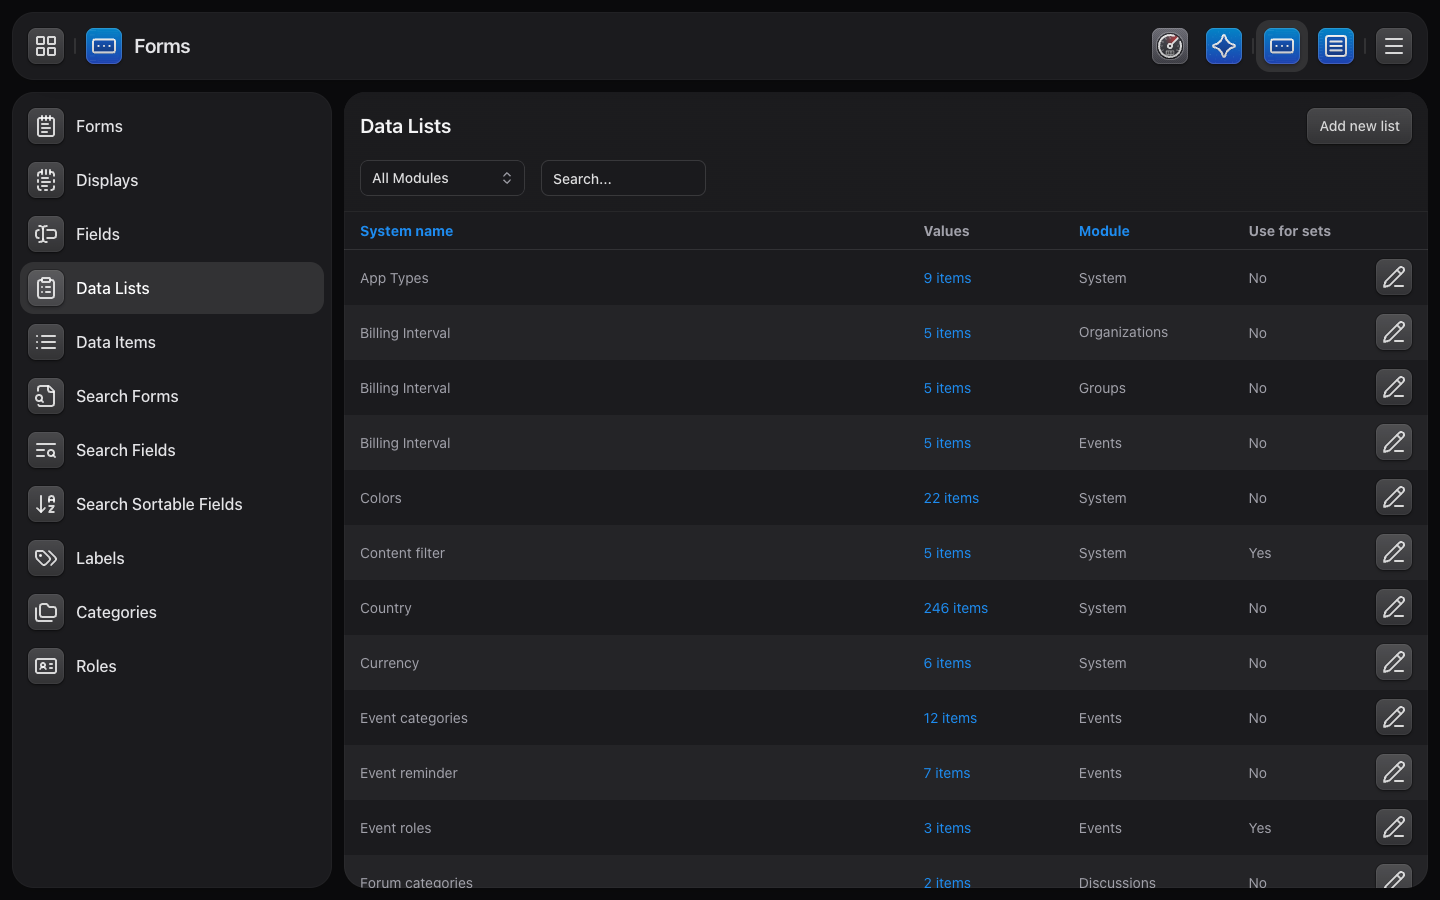 Forms
Forms
Displays
Fields
Data Lists
Data Items
Search Forms
Search Fields
Search Sortable Fields
Labels
Categories
Roles
Data Lists
Add new list
All Modules
Search...
System name Values Module Use for sets
App Types 9 items System No
Billing Interval 5 items Organizations No
Billing Interval 5 items Groups No
Billing Interval 5 items Events No
Colors 22 items System No
Content filter 5 items System Yes
Country 246 items System No
Currency 6 items System No
Event categories 12 items Events No
Event reminder 7 items Events No
Event roles 3 items Events Yes
Forum categories 2 items Discussions No